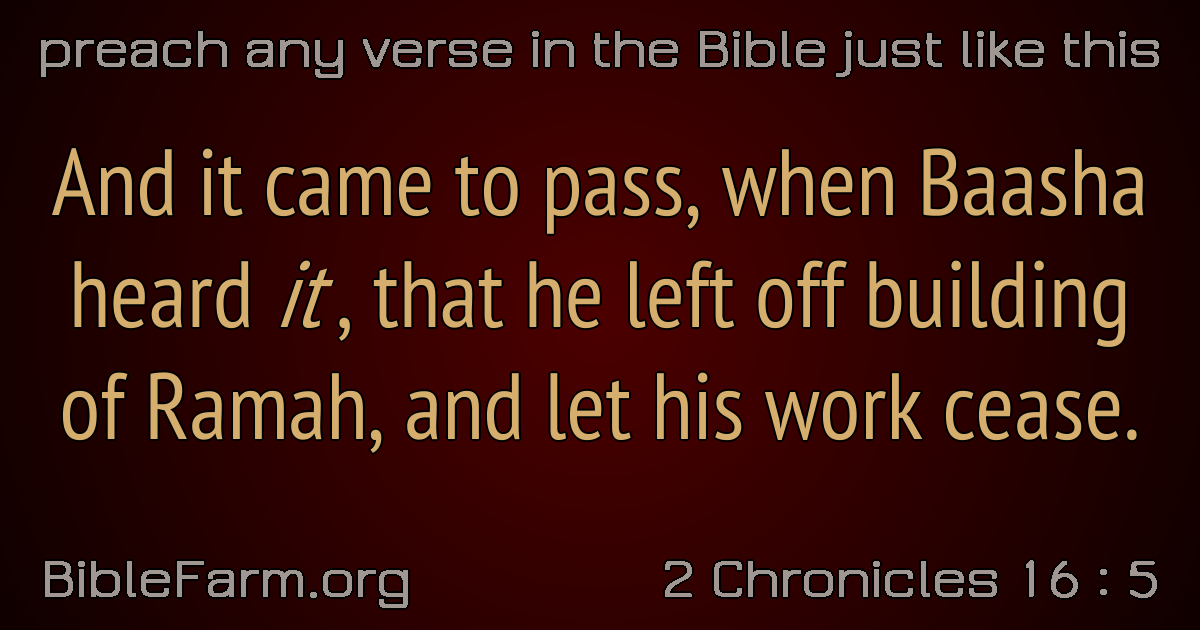 preach any verse in the Bible just like this
And it came to pass, when Baasha
heard it, that he left off building
of Ramah, and let his work cease.
BibleFarm.org
2 Chronicles 16 : 5